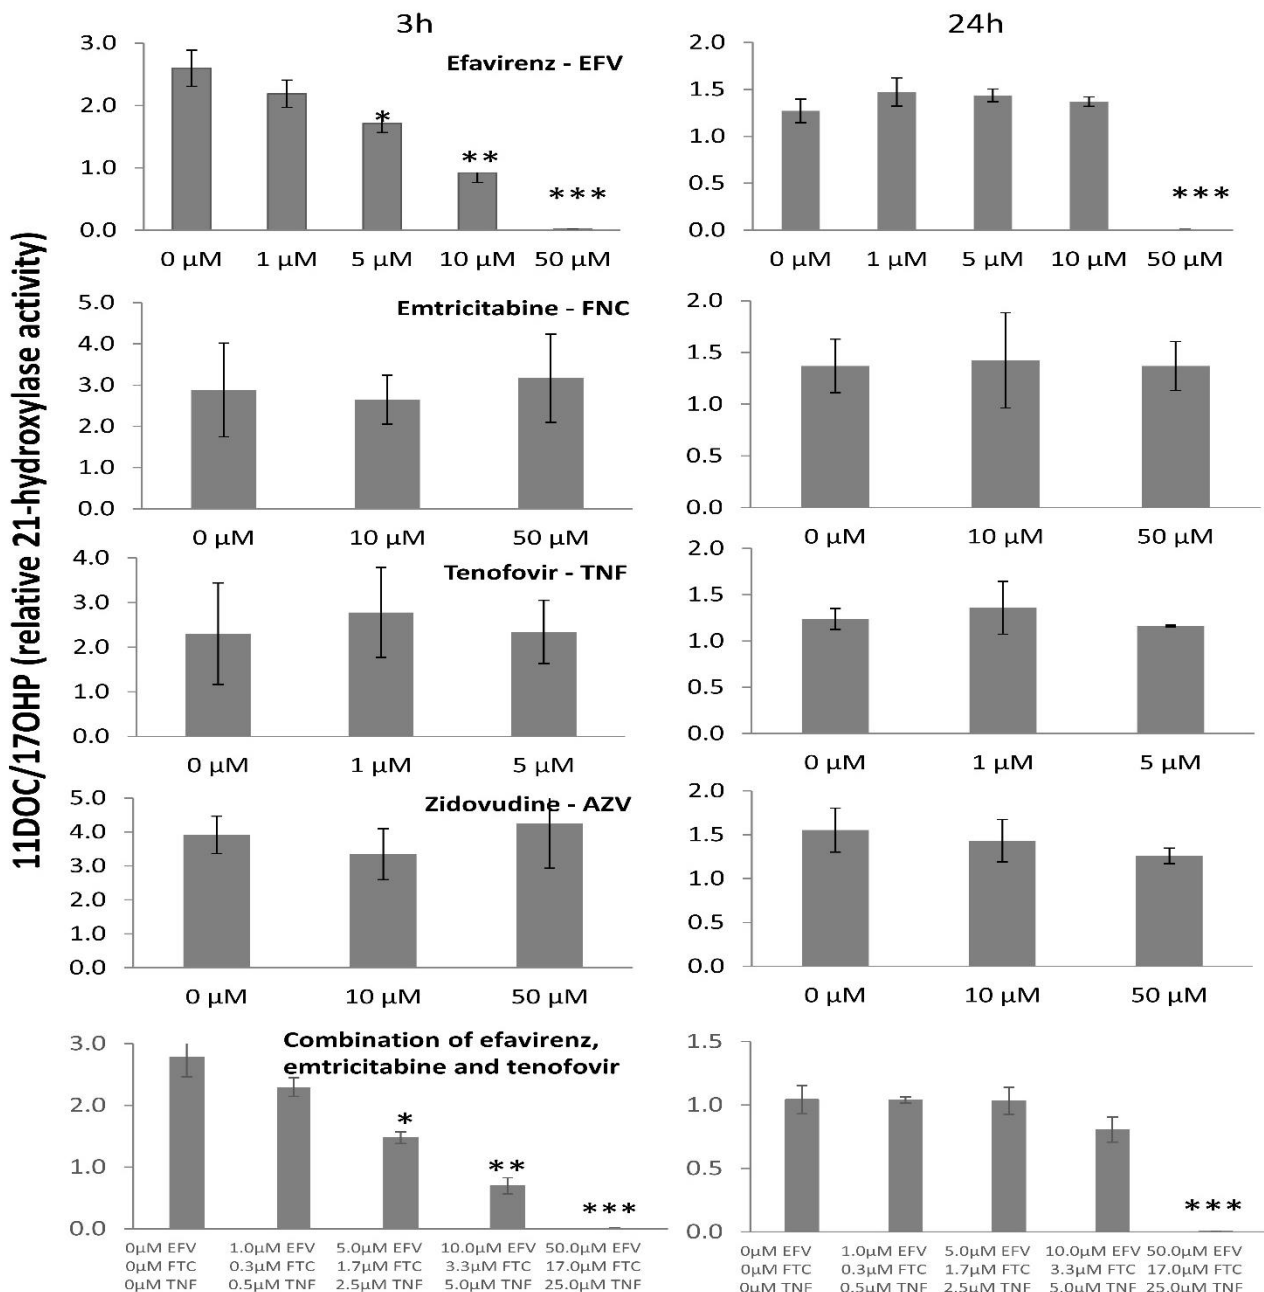 3h
24h
11DOC/17OHP (relative 21-hydroxylase activity)
Efavirenz - EFV
3.0
2.0
1.0
0.0
*
**
***
0 µM 1 µM 5 µM 10 µM 50 µM
2.0
1.5
1.0
0.5
0.0
***
0 µM 1 µM 5 µM 10 µM 50 µM
Emtricitabine - FNC
5.0
4.0
3.0
2.0
1.0
0.0
0 µM 10 µM 50 µM
2.0
1.5
1.0
0.5
0.0
0 µM 10 µM 50 µM
Tenofovir - TNF
4.0
3.0
2.0
1.0
0.0
0 µM 1 µM 5 µM
2.0
1.5
1.0
0.5
0.0
0 µM 1 µM 5 µM
Zidovudine - AZV
5.0
4.0
3.0
2.0
1.0
0.0
0 µM 10 µM 50 µM
2.0
1.5
1.0
0.5
0.0
0 µM 10 µM 50 µM
Combination of efavirenz,
emtricitabine and tenofovir
3.0
2.0
1.0
0.0
*
**
***
0µM EFV 1.0µM EFV 5.0µM EFV 10.0µM EFV 50.0µM EFV
0µM FTC 0.3µM FTC 1.7µM FTC 3.3µM FTC 17.0µM FTC
0µM TNF 0.5µM TNF 2.5µM TNF 5.0µM TNF 25.0µM TNF
1.5
1.0
0.5
0.0
***
0µM EFV 1.0µM EFV 5.0µM EFV 10.0µM EFV 50.0µM EFV
0µM FTC 0.3µM FTC 1.7µM FTC 3.3µM FTC 17.0µM FTC
0µM TNF 0.5µM TNF 2.5µM TNF 5.0µM TNF 25.0µM TNF